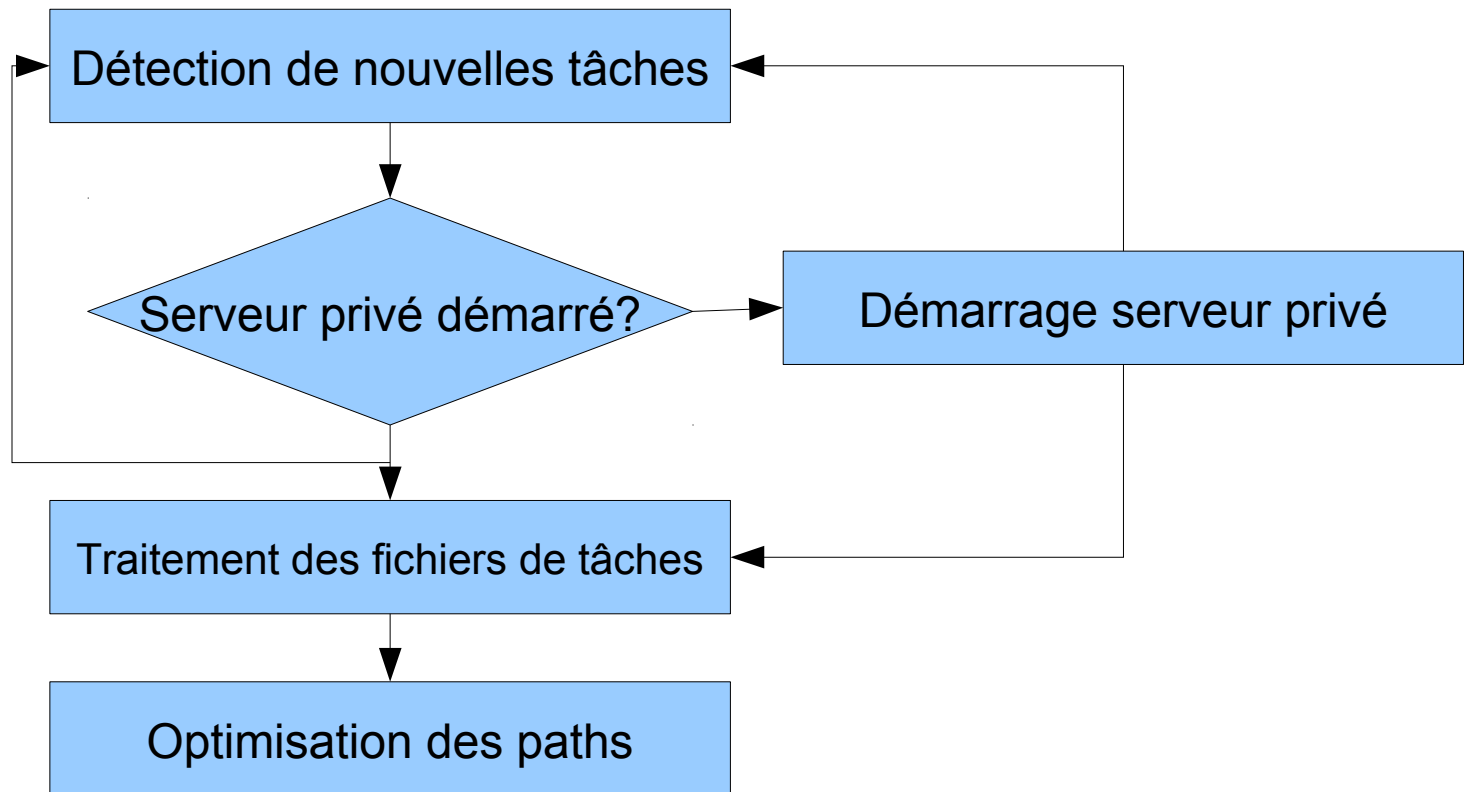 Détection de nouvelles tâches
Serveur privé démarré?
Démarrage serveur privé
Traitement des fichiers de tâches
Optimisation des paths